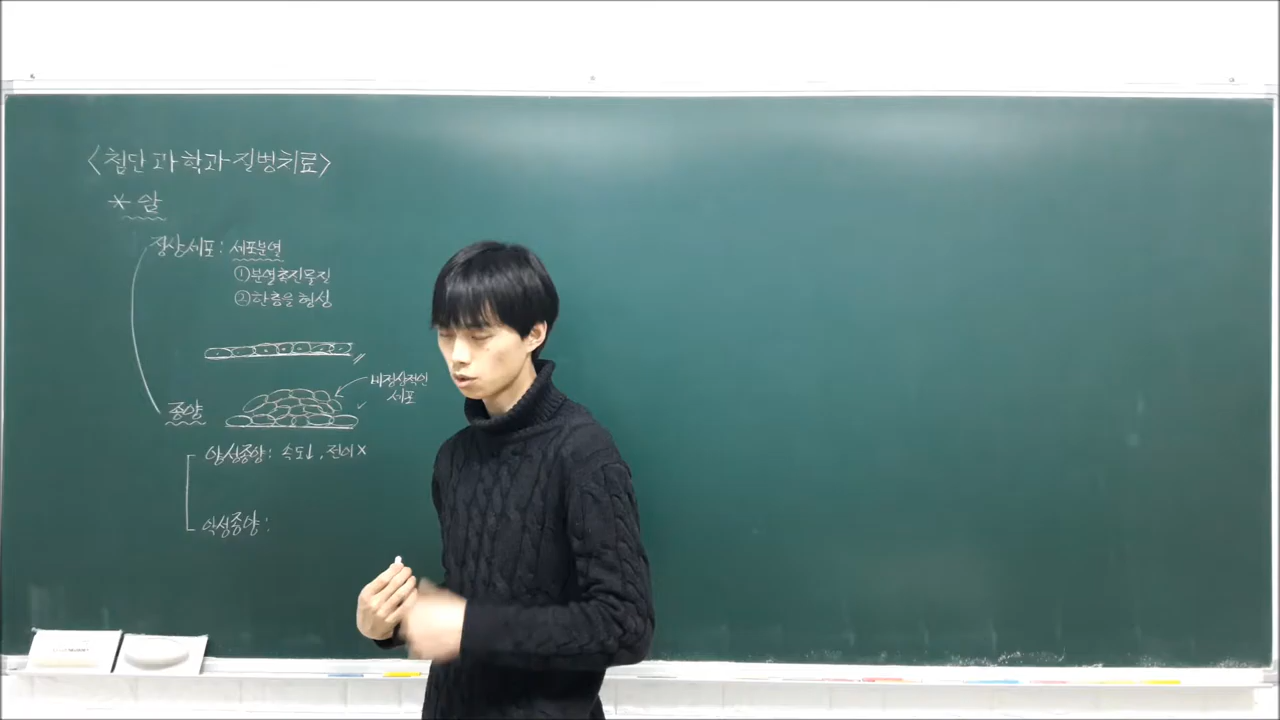 <첨단과학과 질병치료>
* 암
정상세포 : 세포분열
①분열촉진물질
②한층을 형성
비정상적인
세포
종양
양성종양 : 속도↓, 전이 X
악성종양 :